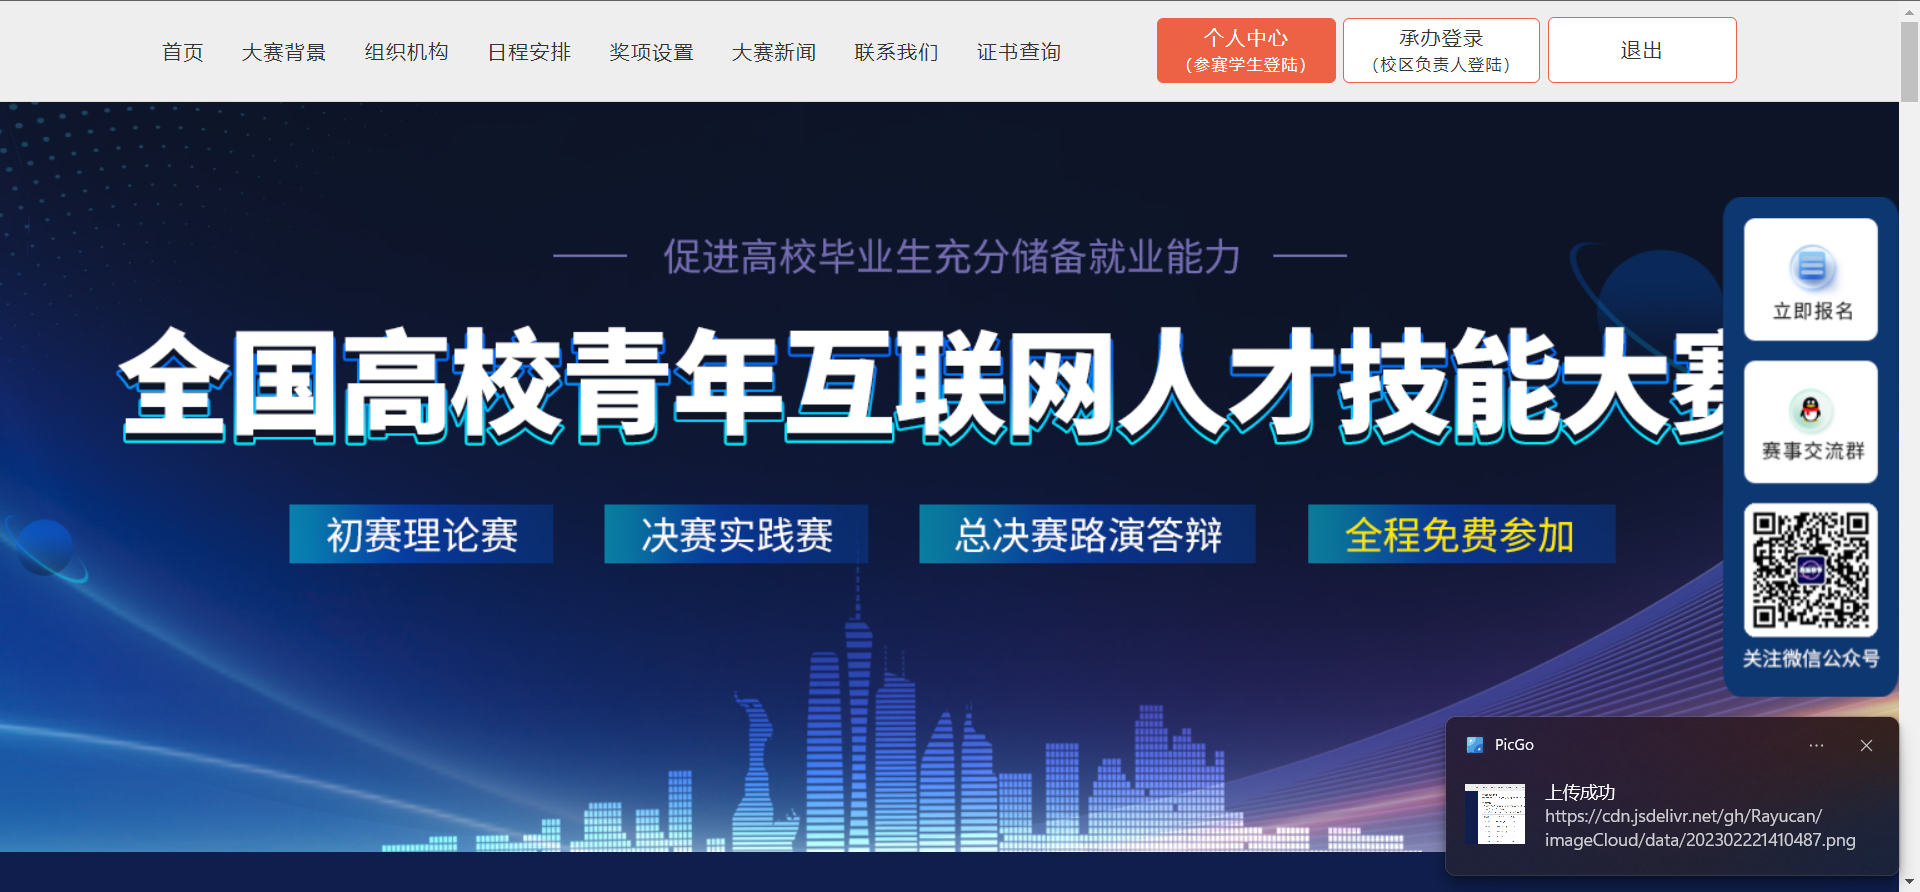 首页 大赛背景 组织机构 日程安排 奖项设置 大赛新闻 联系我们 证书查询
个人中心
（参赛学生登陆）
承办登录
（校区负责人登陆）
退出
促进高校毕业生充分储备就业能力
全国高校青年互联网人才技能大赛
初赛理论赛 决赛实践赛 总决赛路演答辩 全程免费参加
立即报名
赛事交流群
关注微信公众号
PicGo
上传成功
https://cdn.jsdelivr.net/gh/Rayucan/
imageCloud/data/202302221410487.png